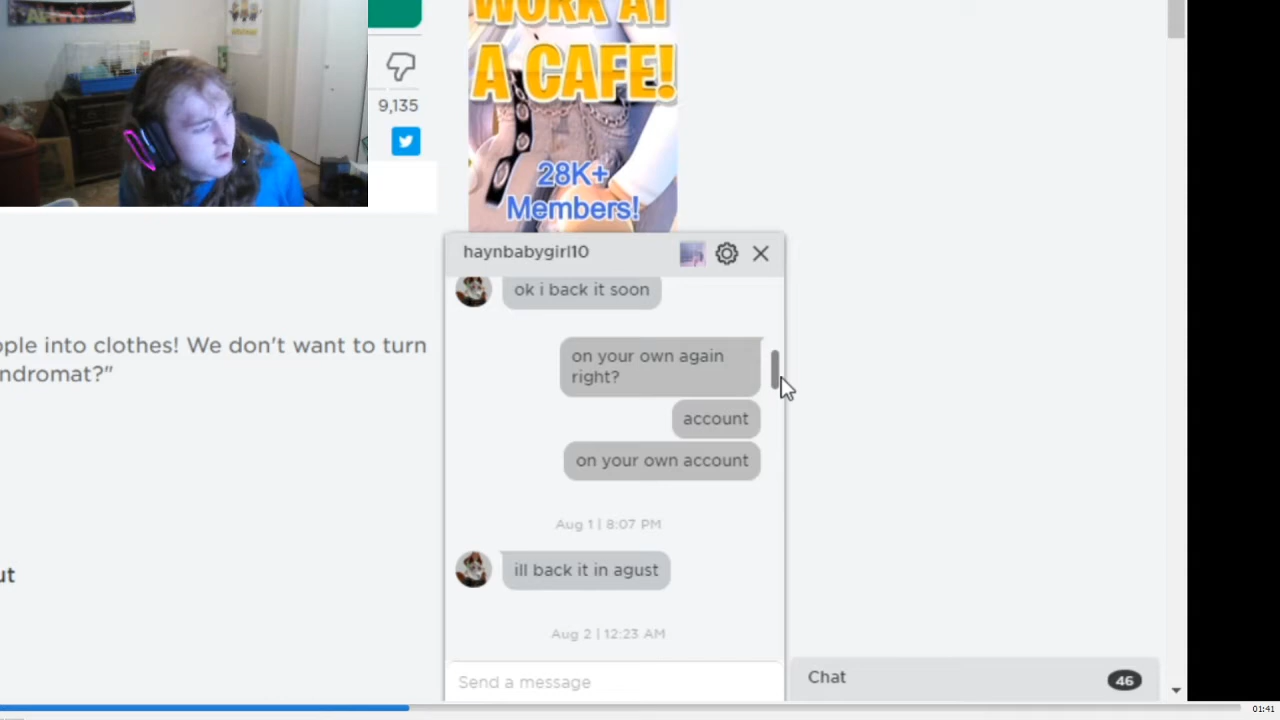 WORK AT
A CAFE!
9,135
28K+
Members!
haynbabygirl10
ok i back it soon
ople into clothes! We don't want to turn
ndromat?"
on your own again
right?
account
on your own account
Aug 1 | 8:07 PM
ill back it in agust
ut
Aug 2 | 12:23 AM
Send a message
Chat
46
01:41